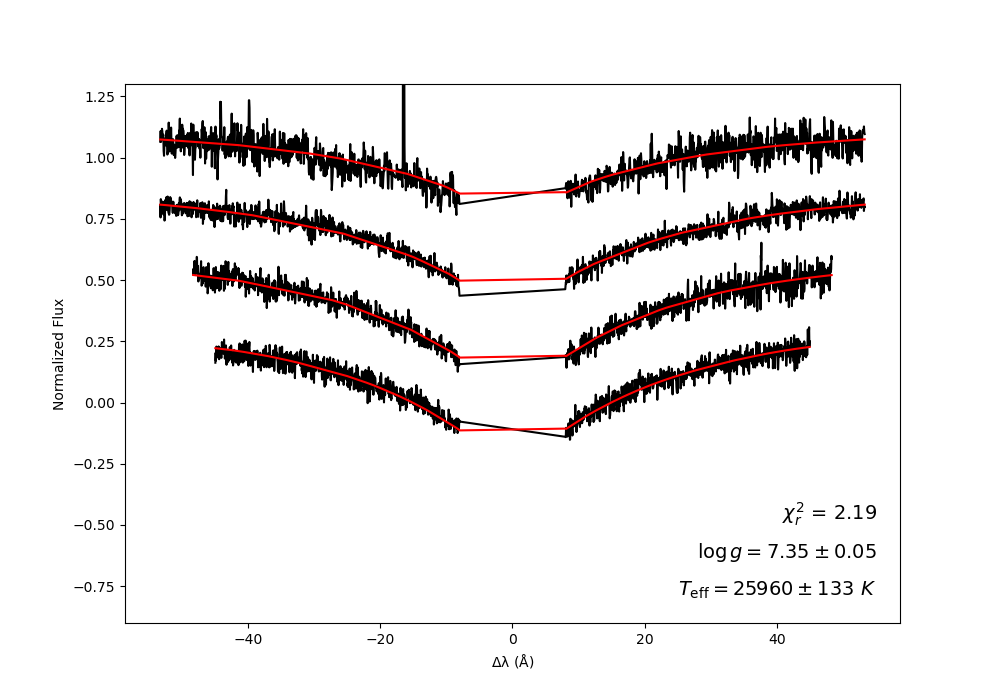 1.25
1.00
0.75
0.50
0.25
0.00
−0.25
−0.50
−0.75
Normalized Flux
−40
−20
0
20
40
Δλ (Å)
χ²ᵣ = 2.19
log g = 7.35 ± 0.05
T_eff = 25960 ± 133 K